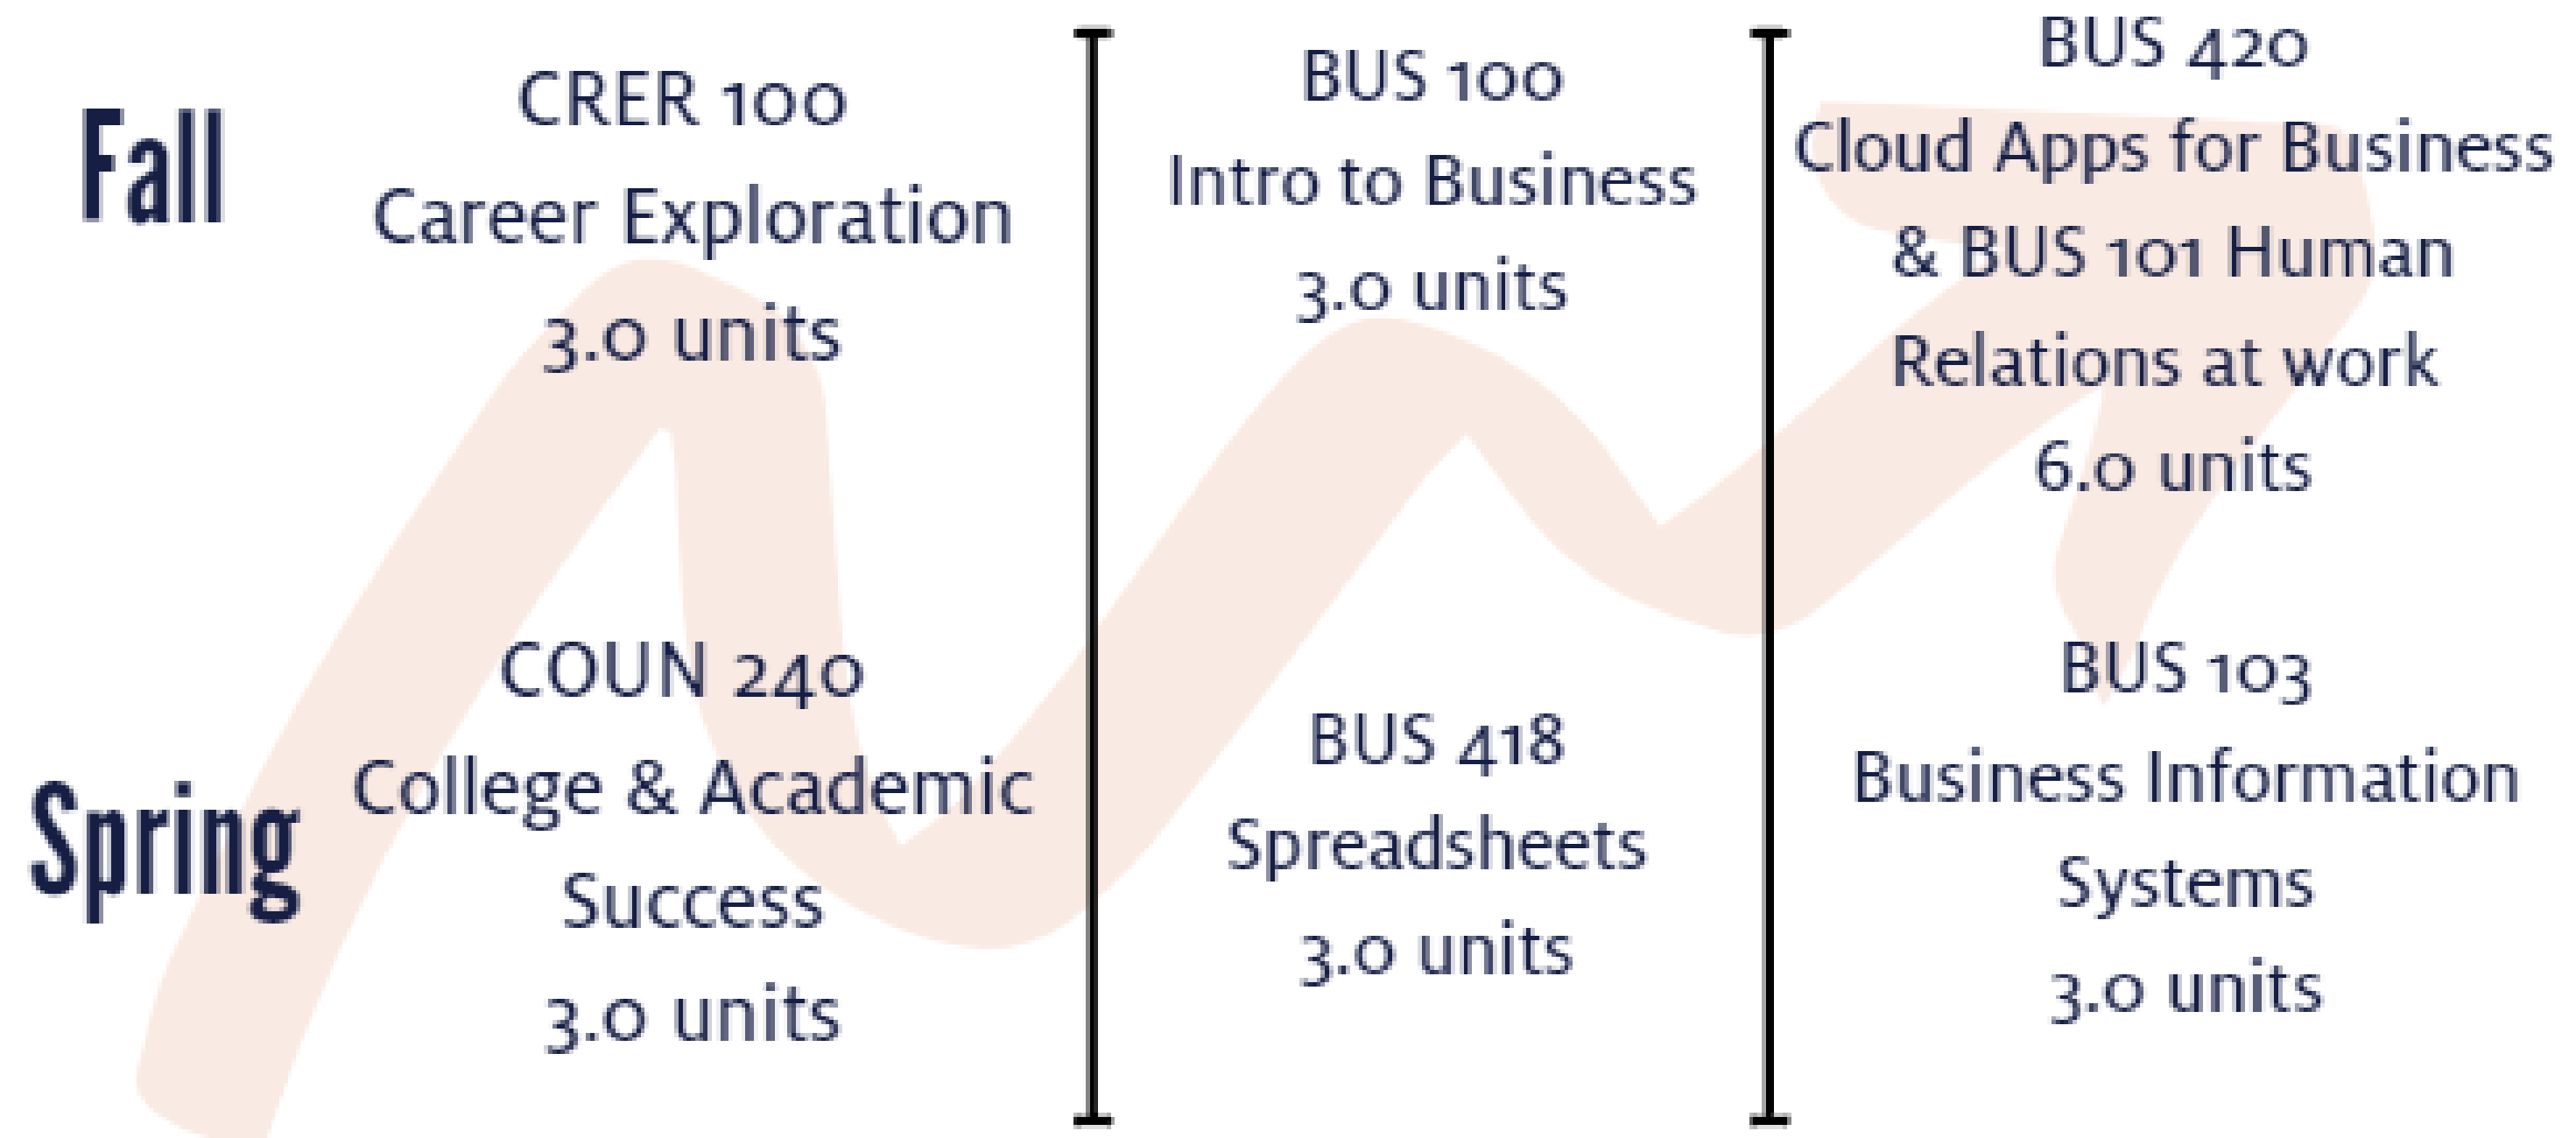 Fall
CRER 100
Career Exploration
3.0 units
BUS 100
Intro to Business
3.0 units
BUS 420
Cloud Apps for Business
& BUS 101 Human
Relations at work
6.0 units
Spring
COUN 240
College & Academic
Success
3.0 units
BUS 418
Spreadsheets
3.0 units
BUS 103
Business Information
Systems
3.0 units